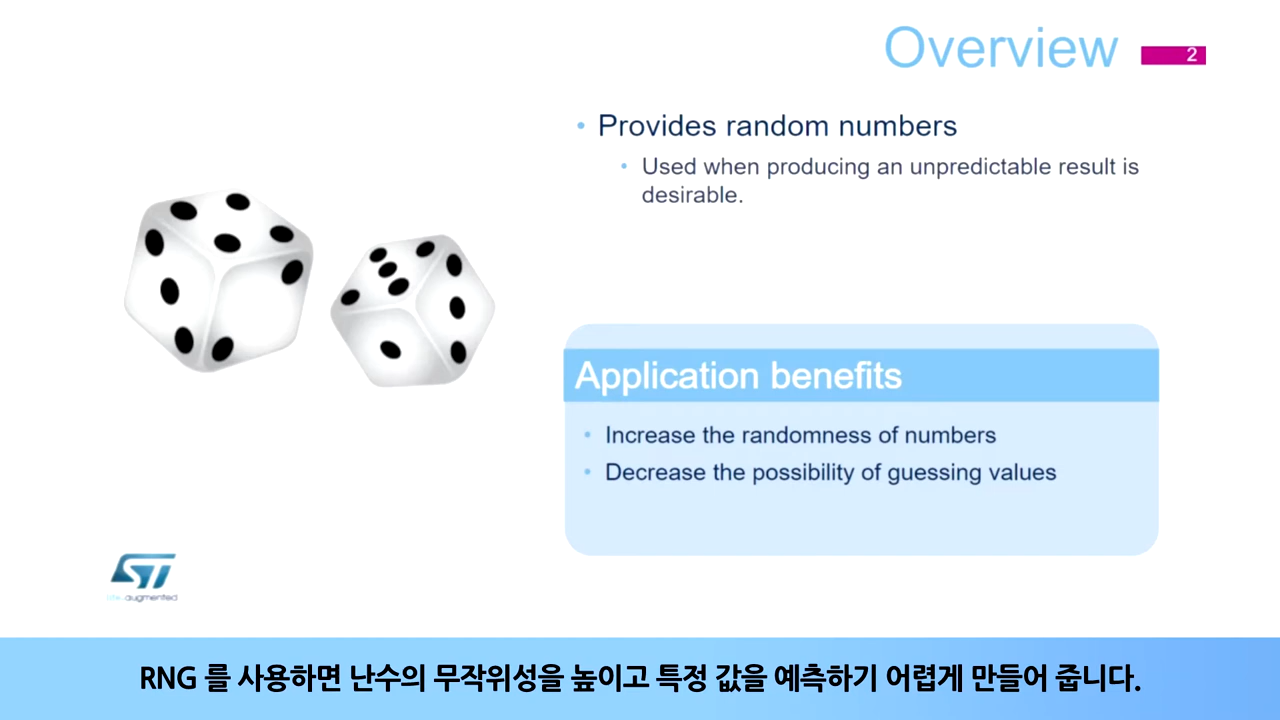 Overview
2
• Provides random numbers
• Used when producing an unpredictable result is
desirable.
Application benefits
• Increase the randomness of numbers
• Decrease the possibility of guessing values
ST
life.augmented
RNG 를 사용하면 난수의 무작위성을 높이고 특정 값을 예측하기 어렵게 만들어 줍니다.